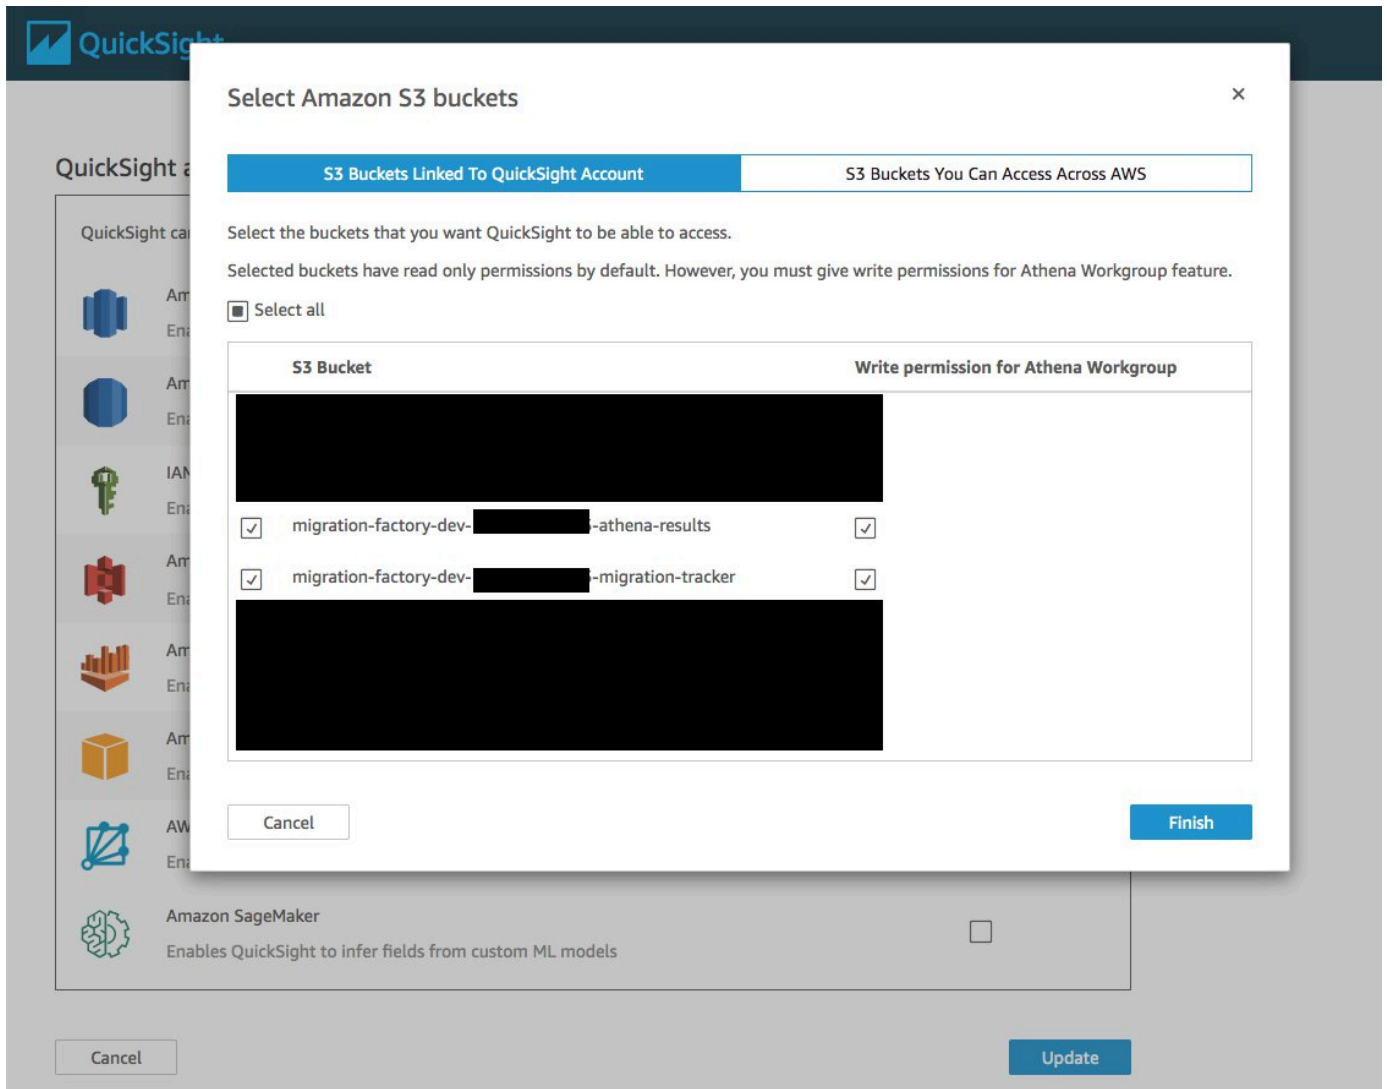 QuickSight
Select Amazon S3 buckets
×
QuickSight a
S3 Buckets Linked To QuickSight Account
S3 Buckets You Can Access Across AWS
QuickSight ca
Select the buckets that you want QuickSight to be able to access.
Selected buckets have read only permissions by default. However, you must give write permissions for Athena Workgroup feature.
Select all
S3 Bucket
Write permission for Athena Workgroup
Am
Ena
Am
Ena
IAM
Ena
Am
Ena
Am
Ena
Am
Ena
AW
Ena
migration-factory-dev-
-athena-results
migration-factory-dev-
-migration-tracker
Cancel
Finish
Amazon SageMaker
Enables QuickSight to infer fields from custom ML models
Cancel
Update